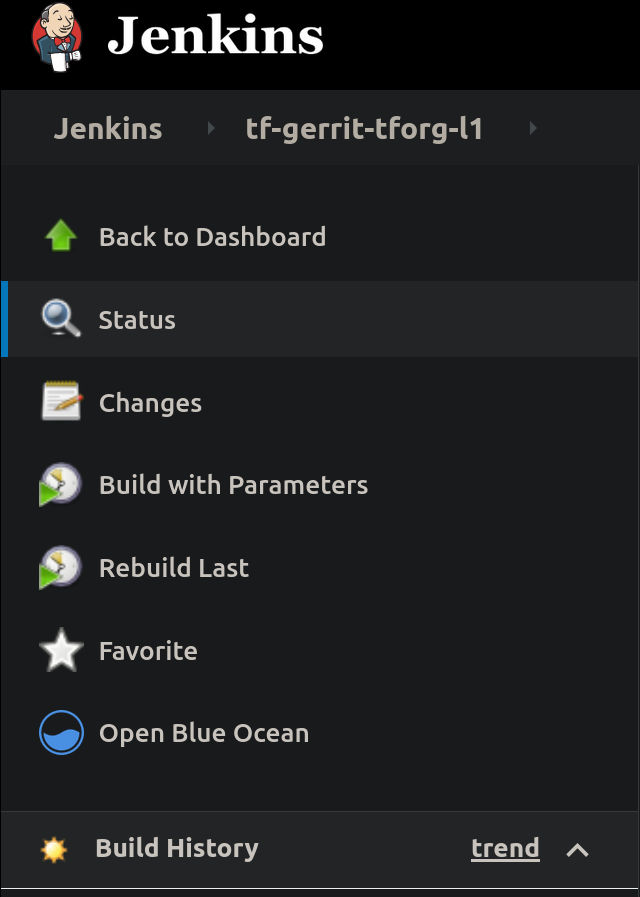 Jenkins
Jenkins tf-gerrit-tforg-l1
Back to Dashboard
Status
Changes
Build with Parameters
Rebuild Last
Favorite
Open Blue Ocean
Build History trend